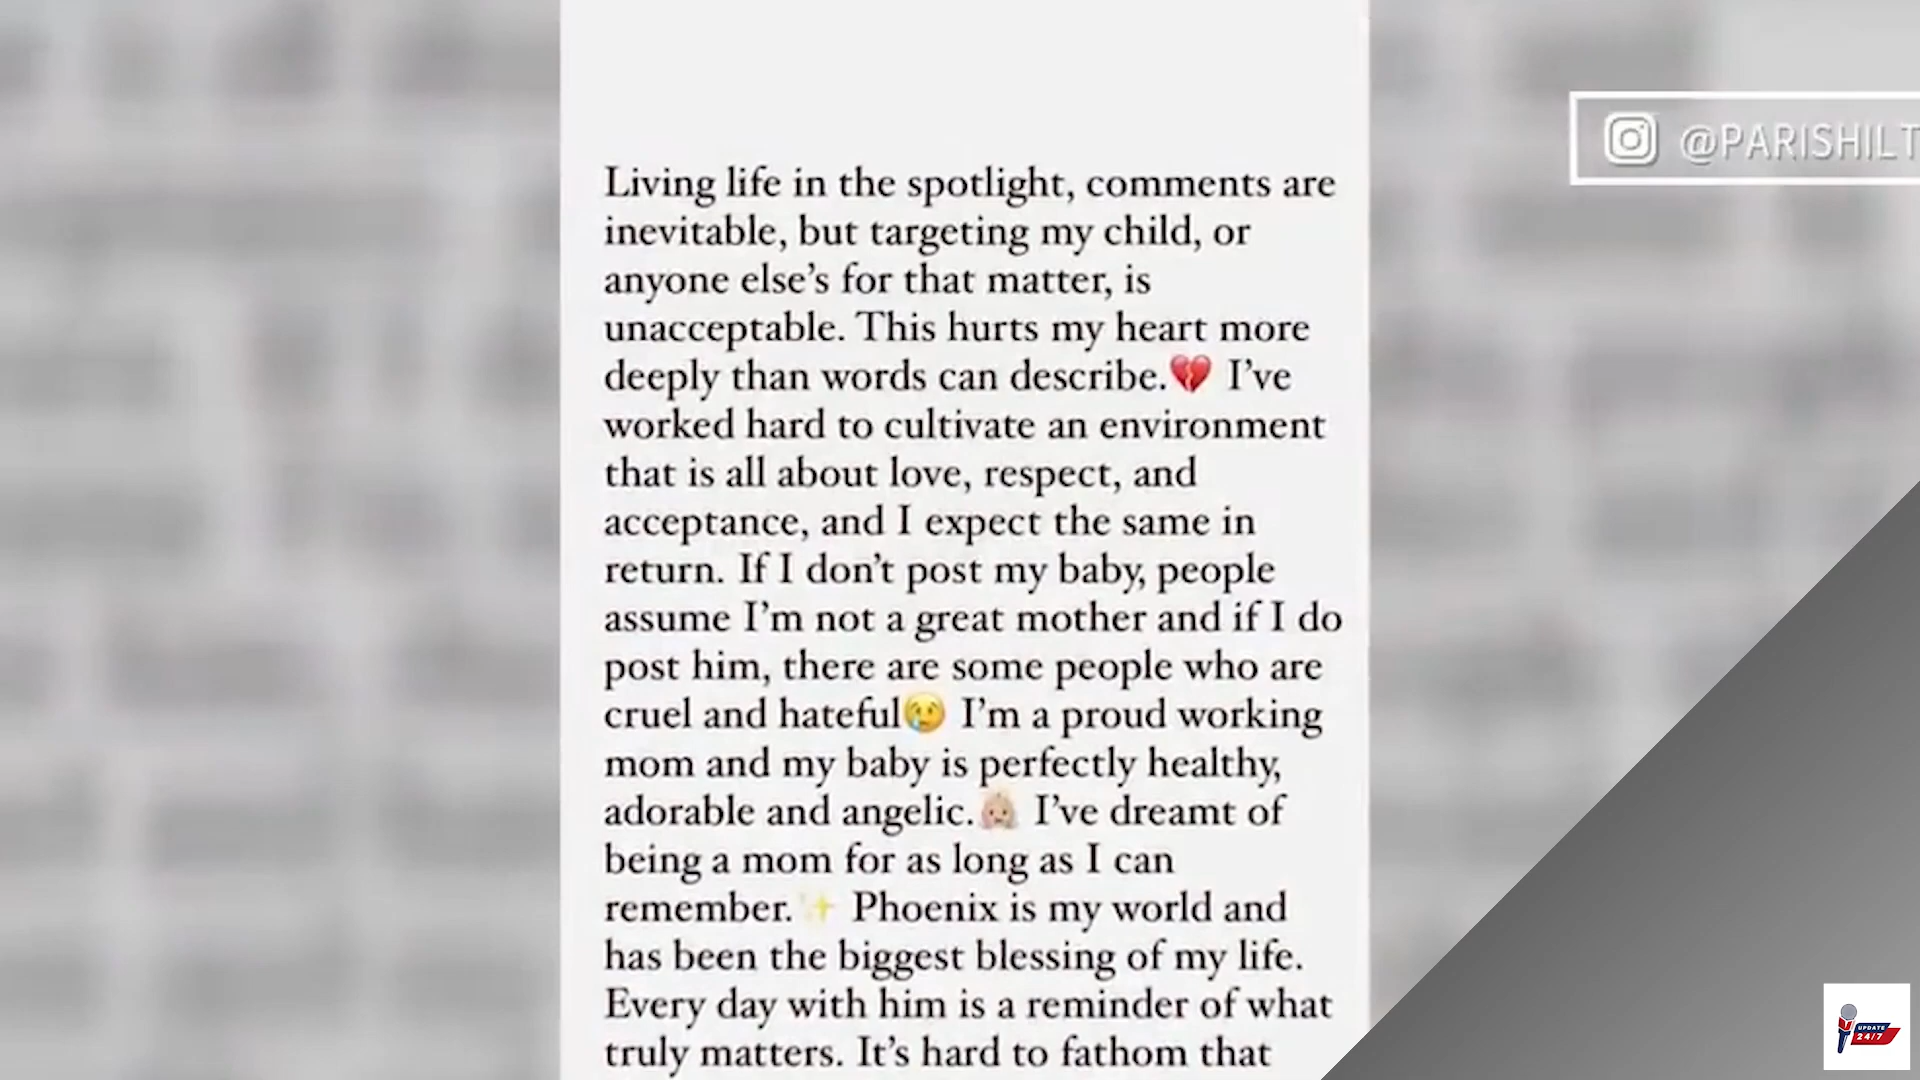 Living life in the spotlight, comments are
inevitable, but targeting my child, or
anyone else’s for that matter, is
unacceptable. This hurts my heart more
deeply than words can describe.💔 I’ve
worked hard to cultivate an environment
that is all about love, respect, and
acceptance, and I expect the same in
return. If I don’t post my baby, people
assume I’m not a great mother and if I do
post him, there are some people who are
cruel and hateful😢 I’m a proud working
mom and my baby is perfectly healthy,
adorable and angelic.👼🏼 I’ve dreamt of
being a mom for as long as I can
remember.✨ Phoenix is my world and
has been the biggest blessing of my life.
Every day with him is a reminder of what
truly matters. It’s hard to fathom that
@PARISHILT
UPDATE
24/7